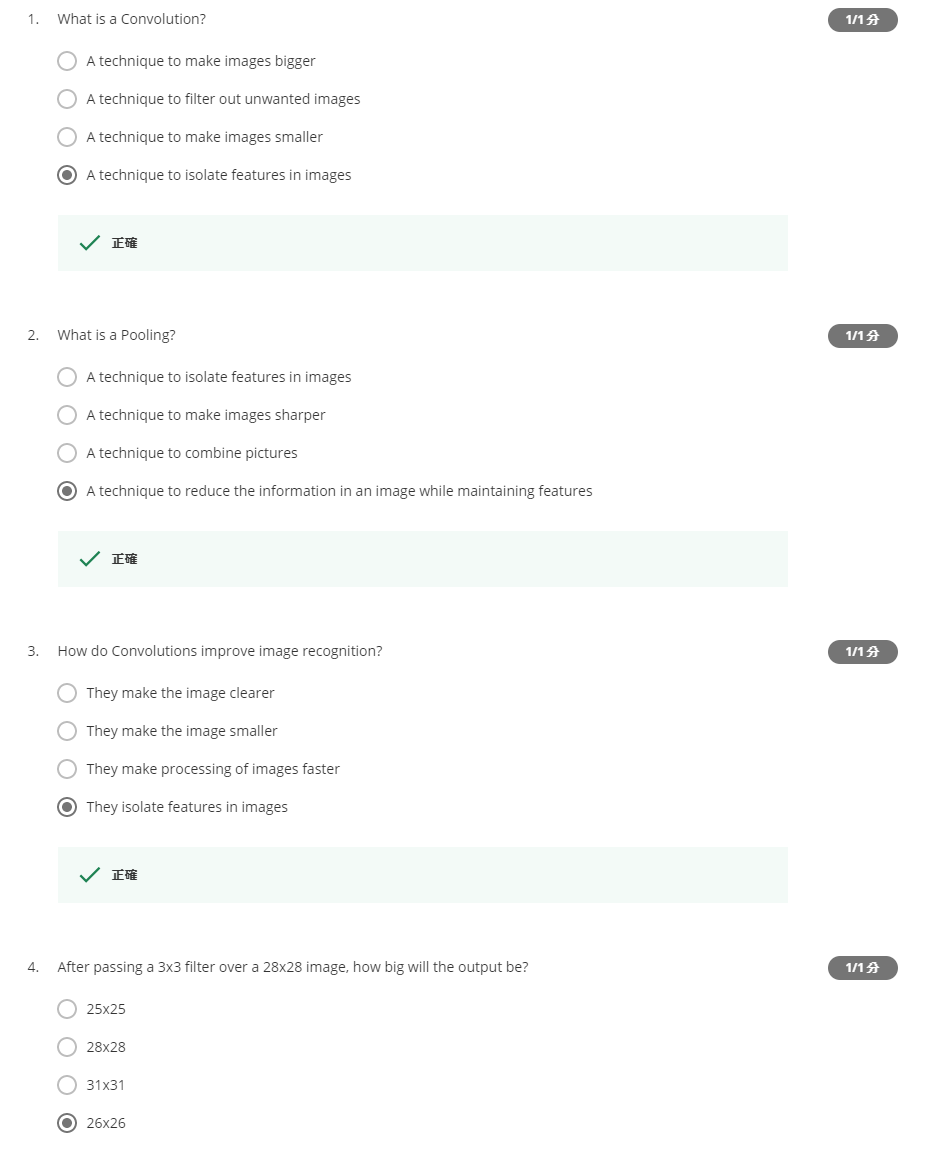 1. What is a Convolution? 1/1 分
A technique to make images bigger
A technique to filter out unwanted images
A technique to make images smaller
A technique to isolate features in images
正確
2. What is a Pooling? 1/1 分
A technique to isolate features in images
A technique to make images sharper
A technique to combine pictures
A technique to reduce the information in an image while maintaining features
正確
3. How do Convolutions improve image recognition? 1/1 分
They make the image clearer
They make the image smaller
They make processing of images faster
They isolate features in images
正確
4. After passing a 3x3 filter over a 28x28 image, how big will the output be? 1/1 分
25x25
28x28
31x31
26x26